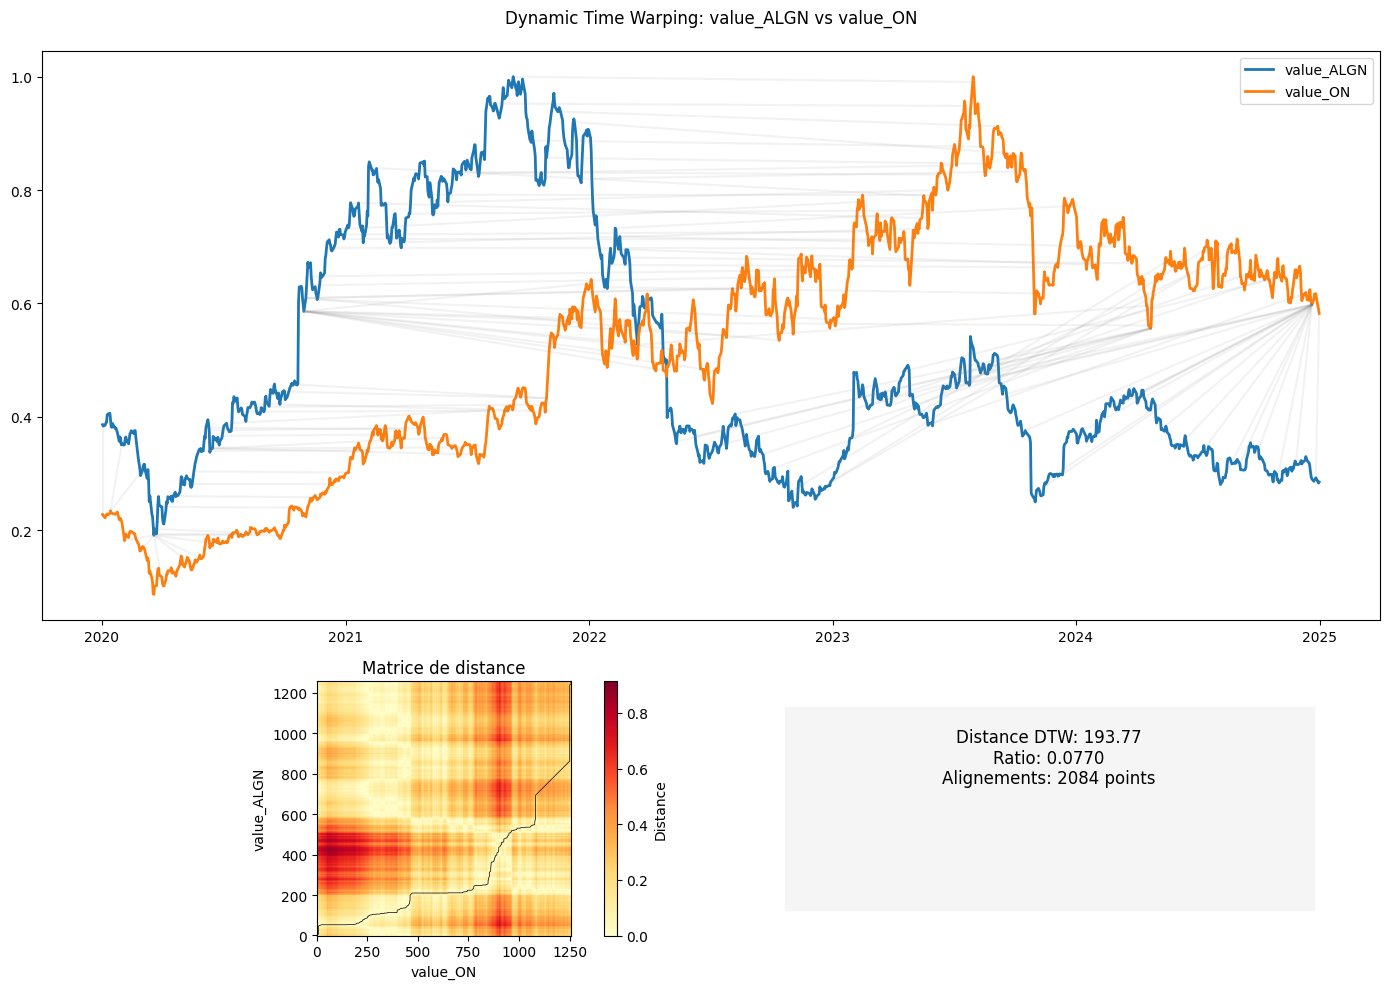 Dynamic Time Warping: value_ALGN vs value_ON
value_ALGN
value_ON
1.0
0.8
0.6
0.4
0.2
2020 2021 2022 2023 2024 2025
Matrice de distance
value_ALGN
1200
1000
800
600
400
200
0
0 250 500 750 1000 1250
value_ON
0.8
0.6
0.4
0.2
0.0
Distance
Distance DTW: 193.77
Ratio: 0.0770
Alignements: 2084 points